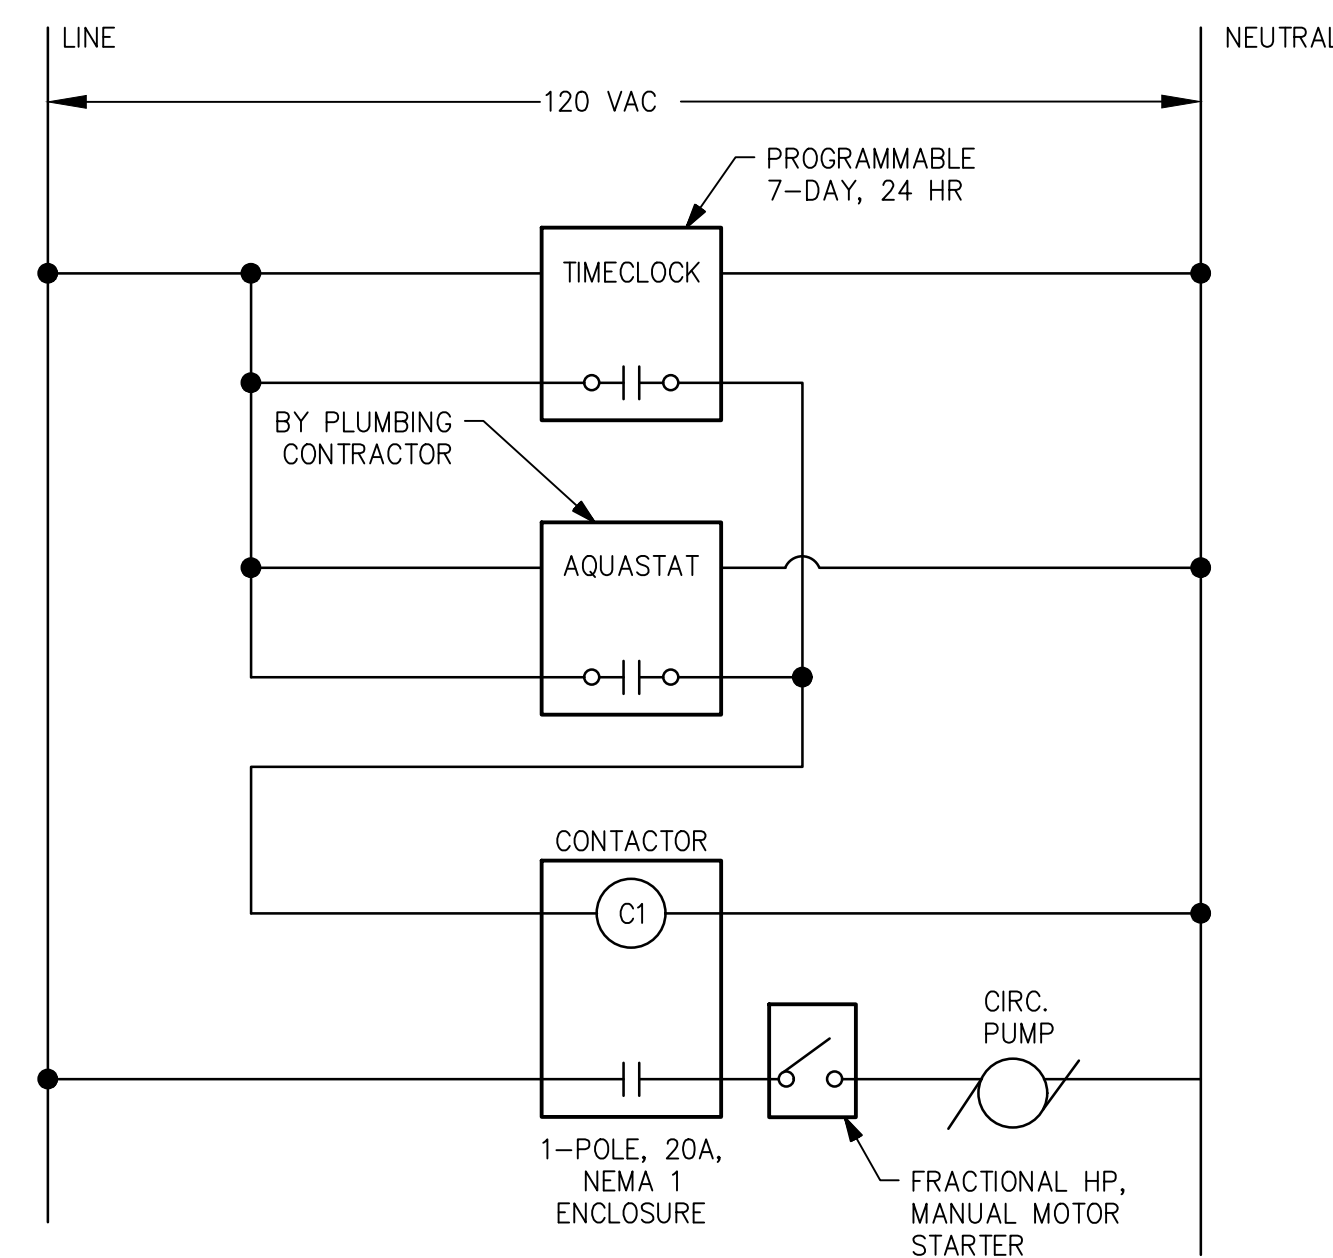 LINE
NEUTRAL
120 VAC
PROGRAMMABLE
7-DAY, 24 HR
TIMECLOCK
BY PLUMBING
CONTRACTOR
AQUASTAT
CONTACTOR
C1
CIRC.
PUMP
1-POLE, 20A,
NEMA 1
ENCLOSURE
FRACTIONAL HP,
MANUAL MOTOR
STARTER